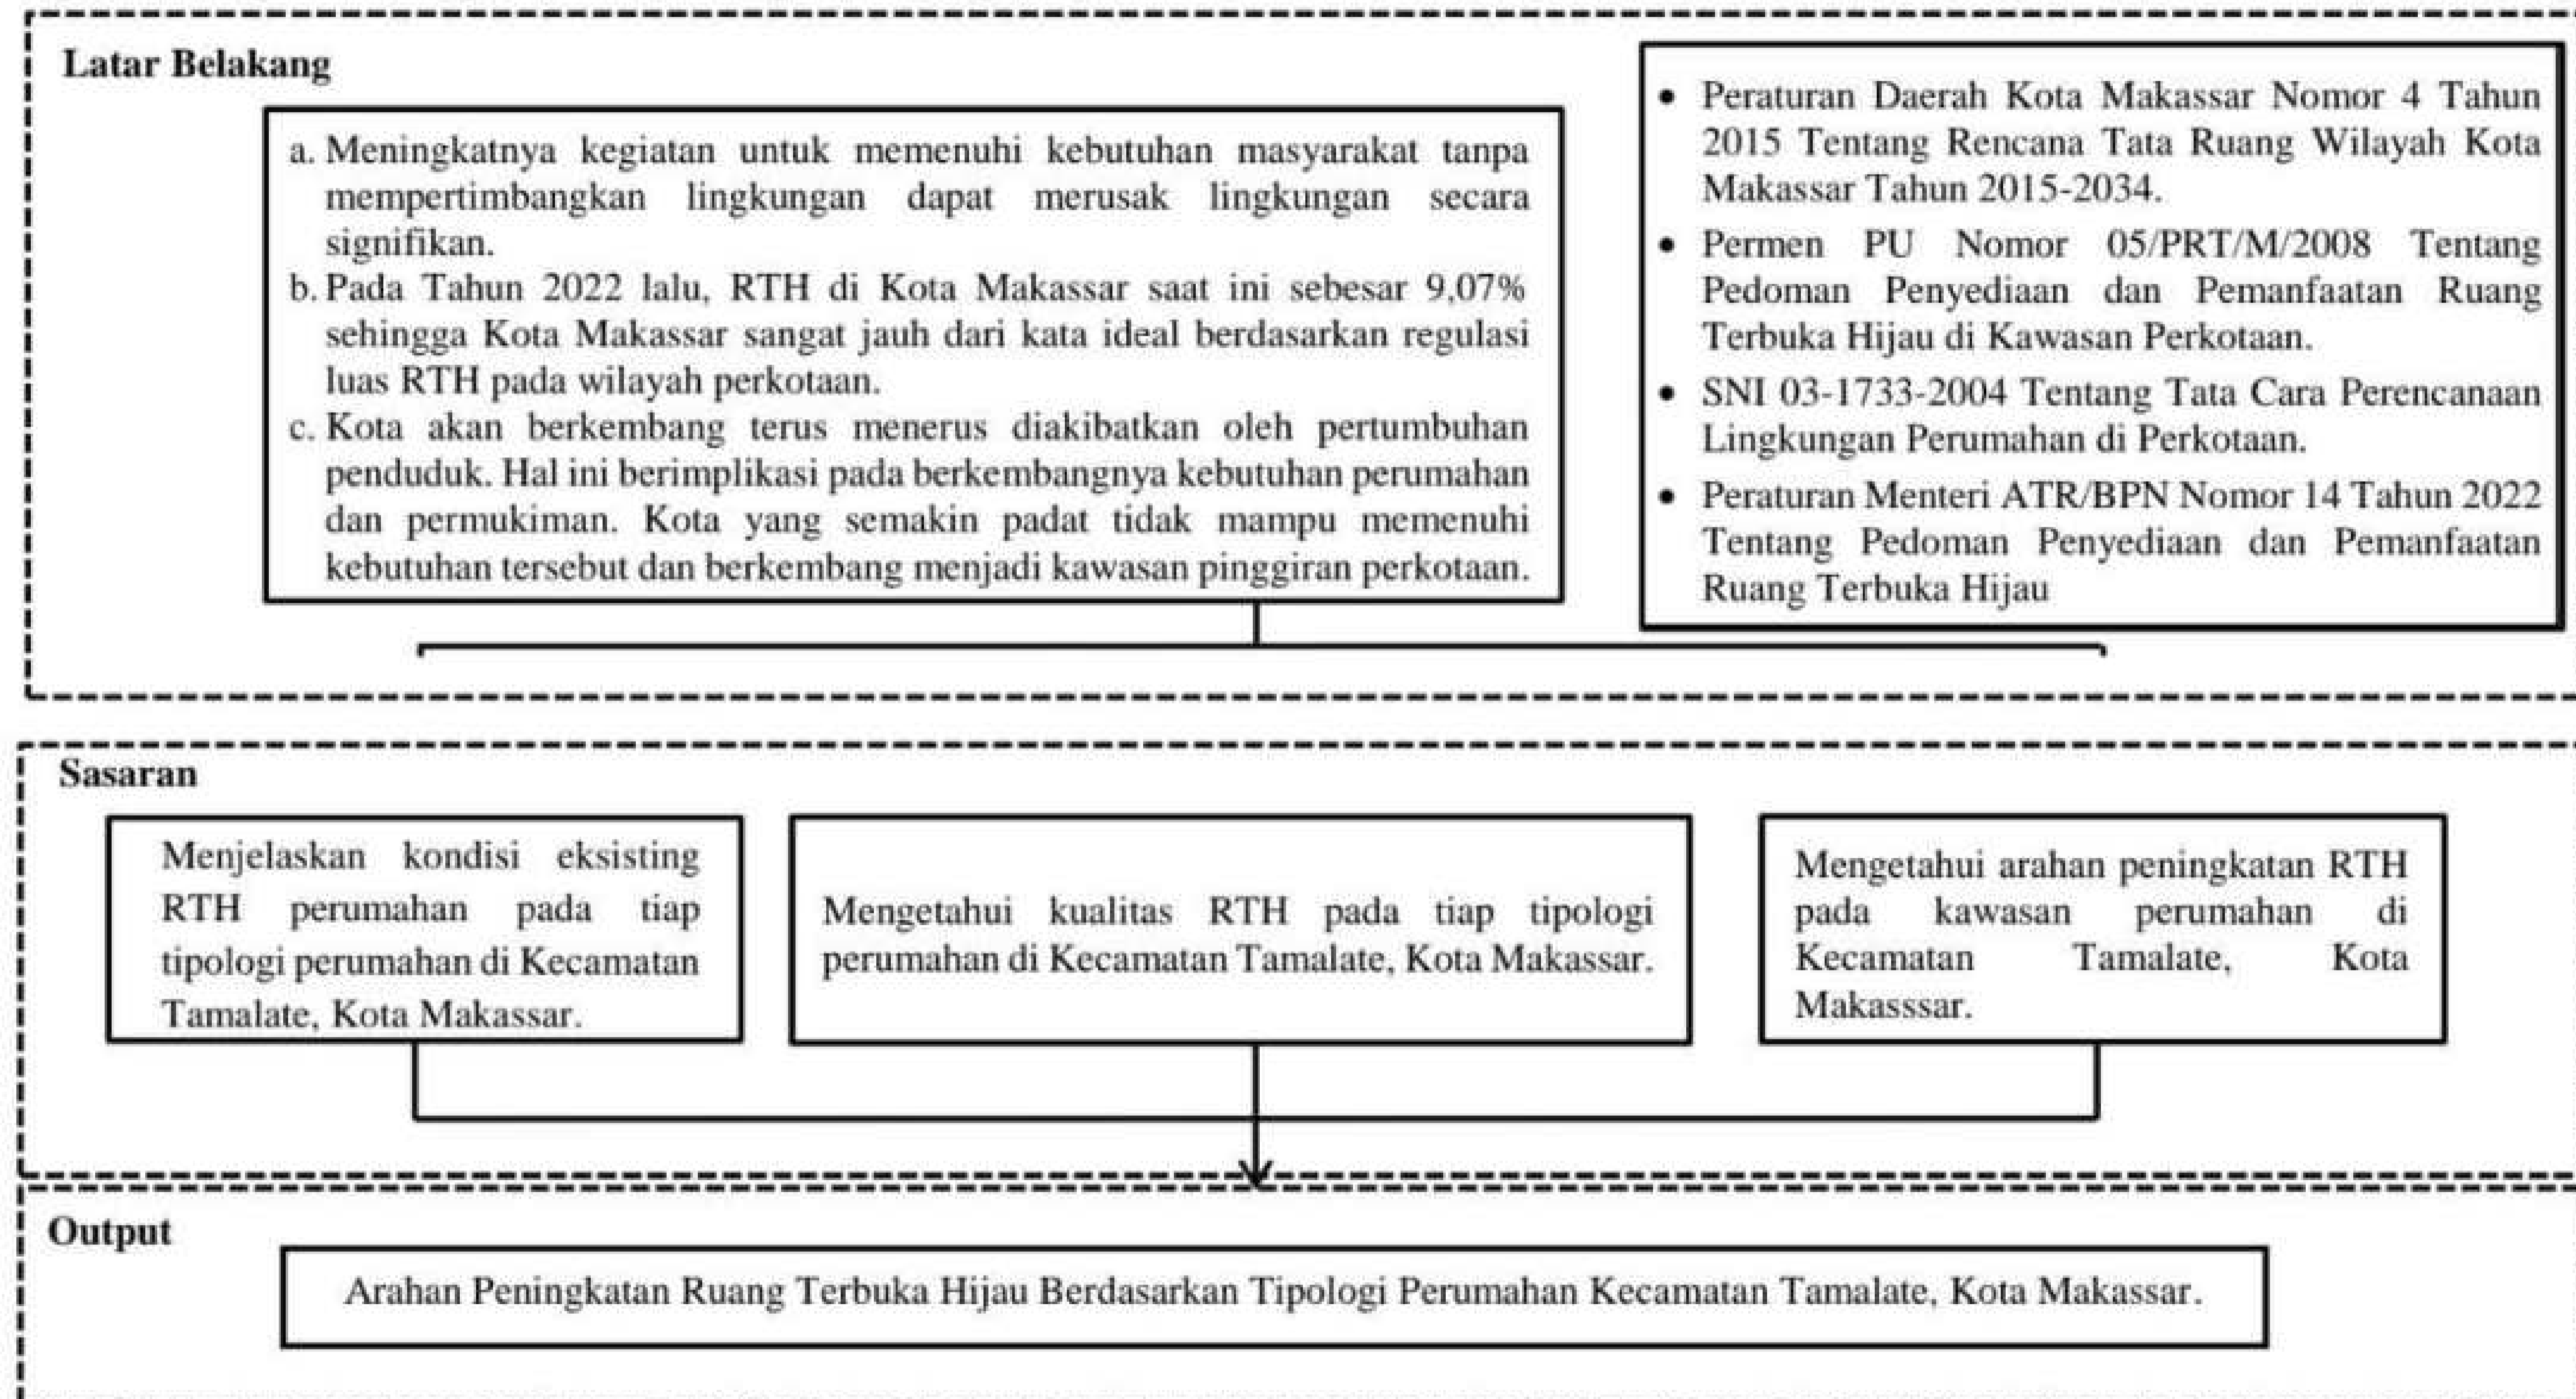 Latar Belakang
a. Meningkatnya kegiatan untuk memenuhi kebutuhan masyarakat tanpa
mempertimbangkan lingkungan dapat merusak lingkungan secara
signifikan.
b. Pada Tahun 2022 lalu, RTH di Kota Makassar saat ini sebesar 9,07%
sehingga Kota Makassar sangat jauh dari kata ideal berdasarkan regulasi
luas RTH pada wilayah perkotaan.
c. Kota akan berkembang terus menerus diakibatkan oleh pertumbuhan
penduduk. Hal ini berimplikasi pada berkembangnya kebutuhan perumahan
dan permukiman. Kota yang semakin padat tidak mampu memenuhi
kebutuhan tersebut dan berkembang menjadi kawasan pinggiran perkotaan.
• Peraturan Daerah Kota Makassar Nomor 4 Tahun
2015 Tentang Rencana Tata Ruang Wilayah Kota
Makassar Tahun 2015-2034.
• Permen PU Nomor 05/PRT/M/2008 Tentang
Pedoman Penyediaan dan Pemanfaatan Ruang
Terbuka Hijau di Kawasan Perkotaan.
• SNI 03-1733-2004 Tentang Tata Cara Perencanaan
Lingkungan Perumahan di Perkotaan.
• Peraturan Menteri ATR/BPN Nomor 14 Tahun 2022
Tentang Pedoman Penyediaan dan Pemanfaatan
Ruang Terbuka Hijau
Sasaran
Menjelaskan kondisi eksisting
RTH perumahan pada tiap
tipologi perumahan di Kecamatan
Tamalate, Kota Makassar.
Mengetahui kualitas RTH pada tiap tipologi
perumahan di Kecamatan Tamalate, Kota Makassar.
Mengetahui arahan peningkatan RTH
pada kawasan perumahan di
Kecamatan Tamalate, Kota
Makasssar.
Output
Arahan Peningkatan Ruang Terbuka Hijau Berdasarkan Tipologi Perumahan Kecamatan Tamalate, Kota Makassar.